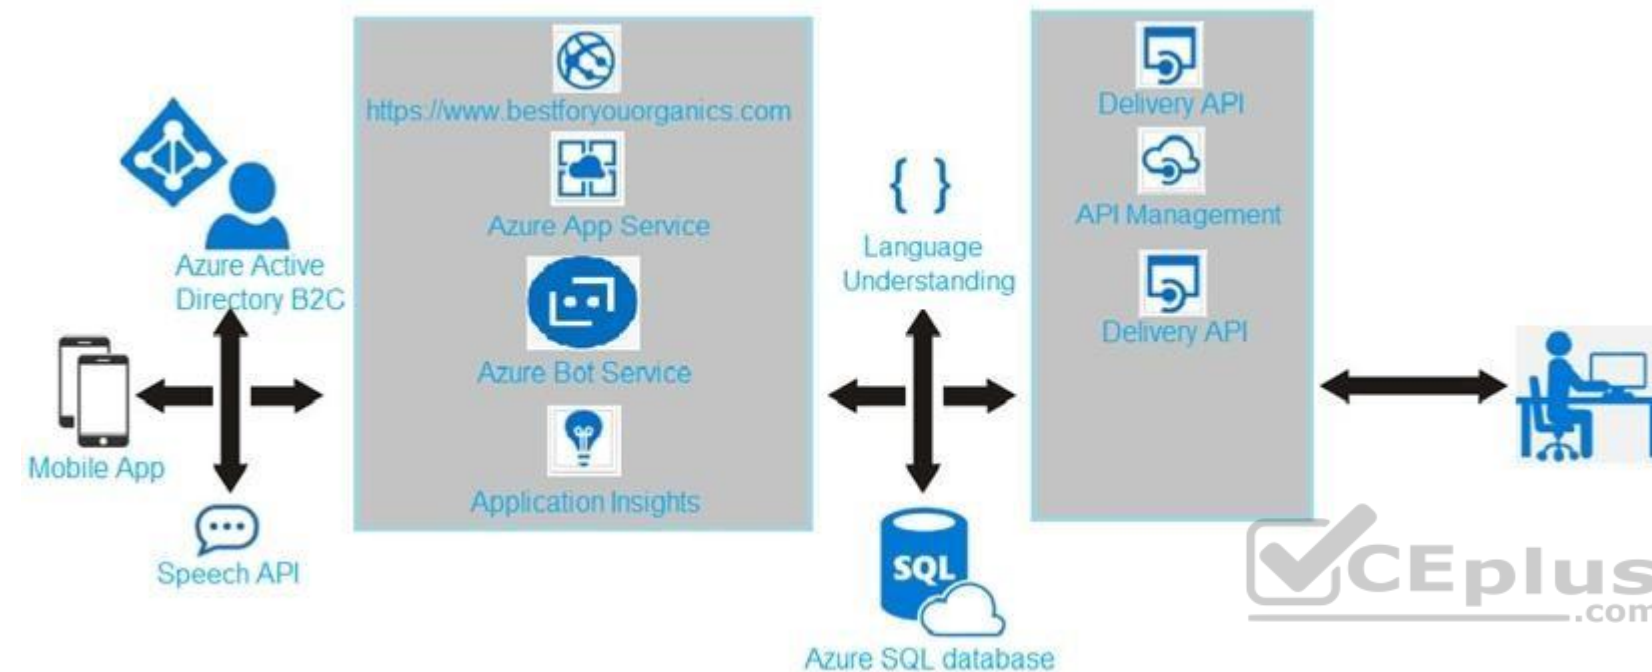 https://www.bestforyouorganics.com
Azure App Service
Azure Bot Service
Application Insights
Azure Active
Directory B2C
Mobile App
Speech API
Language
Understanding
SQL
Azure SQL database
Delivery API
API Management
Delivery API
CEplus
.com